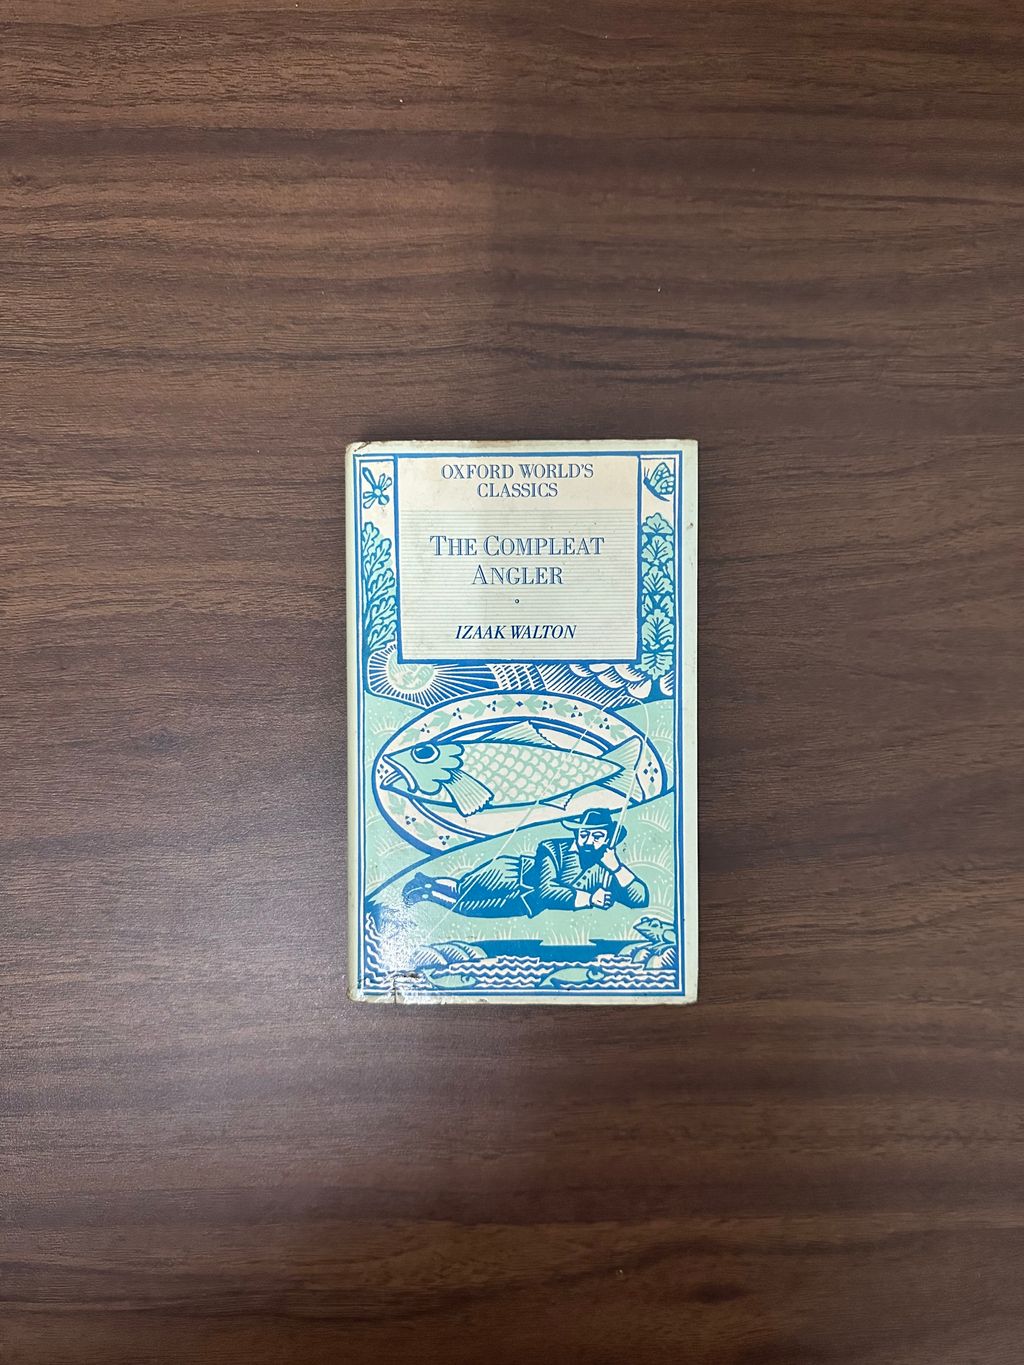 OXFORD WORLD'S
CLASSICS
THE COMPLEAT
ANGLER
IZAAK WALTON